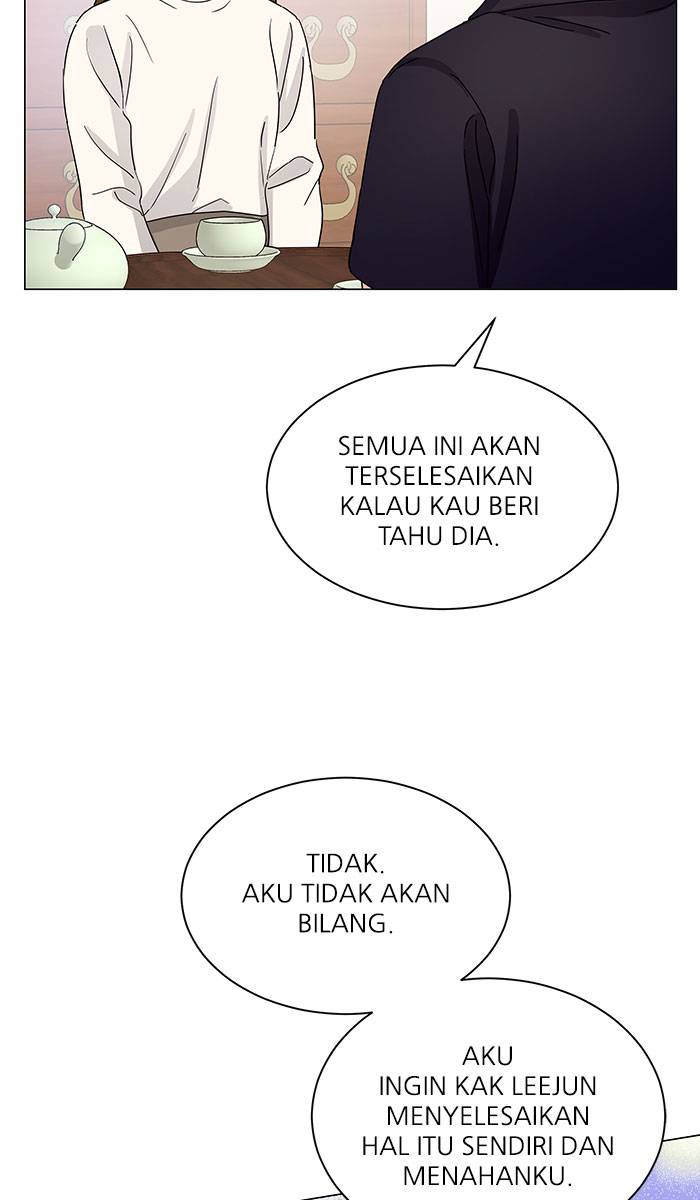 SEMUA INI AKAN
TERSELESAIKAN
KALAU KAU BERI
TAHU DIA.
TIDAK.
AKU TIDAK AKAN
BILANG.
AKU
INGIN KAK LEEJUN
MENYELESAIKAN
HAL ITU SENDIRI DAN
MENAHANKU.